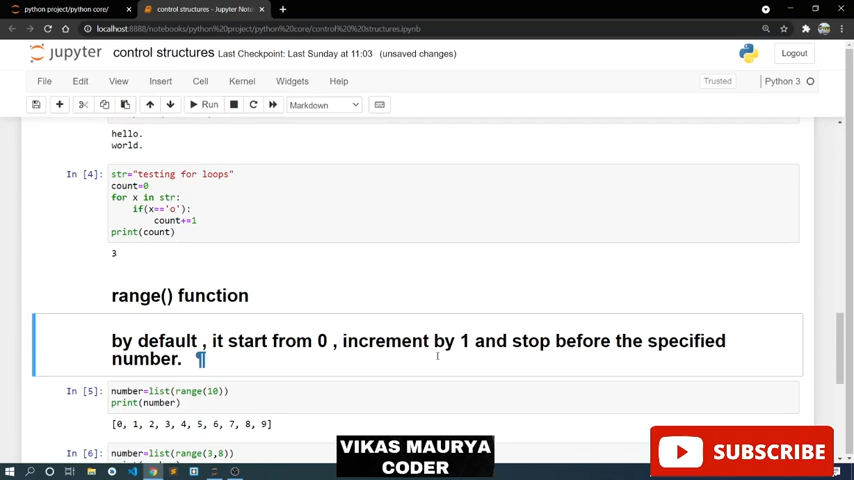 python project/python core/
control structures - Jupyter Not
localhost:8888/notebooks/python%20project/python%20core/control%20%20structures.ipynb
jupyter control structures Last Checkpoint: Last Sunday at 11:03 (unsaved changes)
Logout
File Edit View Insert Cell Kernel Widgets Help
Trusted Python 3
Run Markdown
hello.
world.
In [4]: str="testing for loops"
count=0
for x in str:
if(x=='o'):
count+=1
print(count)
3
range() function
by default , it start from 0 , increment by 1 and stop before the specified
number. ¶
In [5]: number=list(range(10))
print(number)
[0, 1, 2, 3, 4, 5, 6, 7, 8, 9]
In [6]: number=list(range(3,8))
VIKAS MAURYA
CODER
SUBSCRIBE